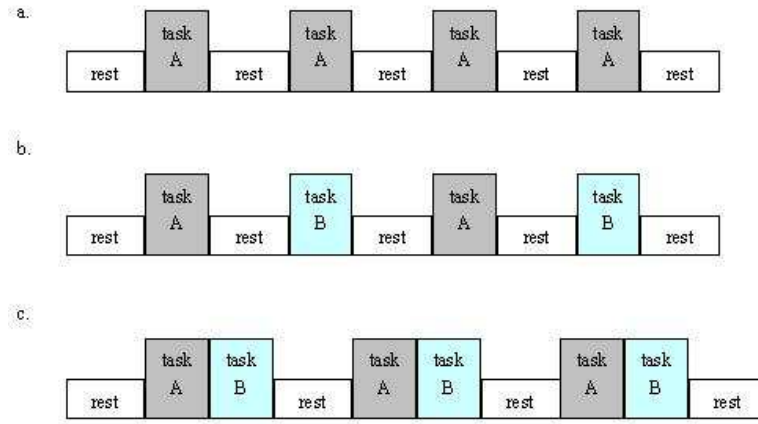 a.
task task task task
A A A A
rest rest rest rest rest
b.
task task task task
A B A B
rest rest rest rest rest
c.
task task task task task task
A B A B A B
rest rest rest rest